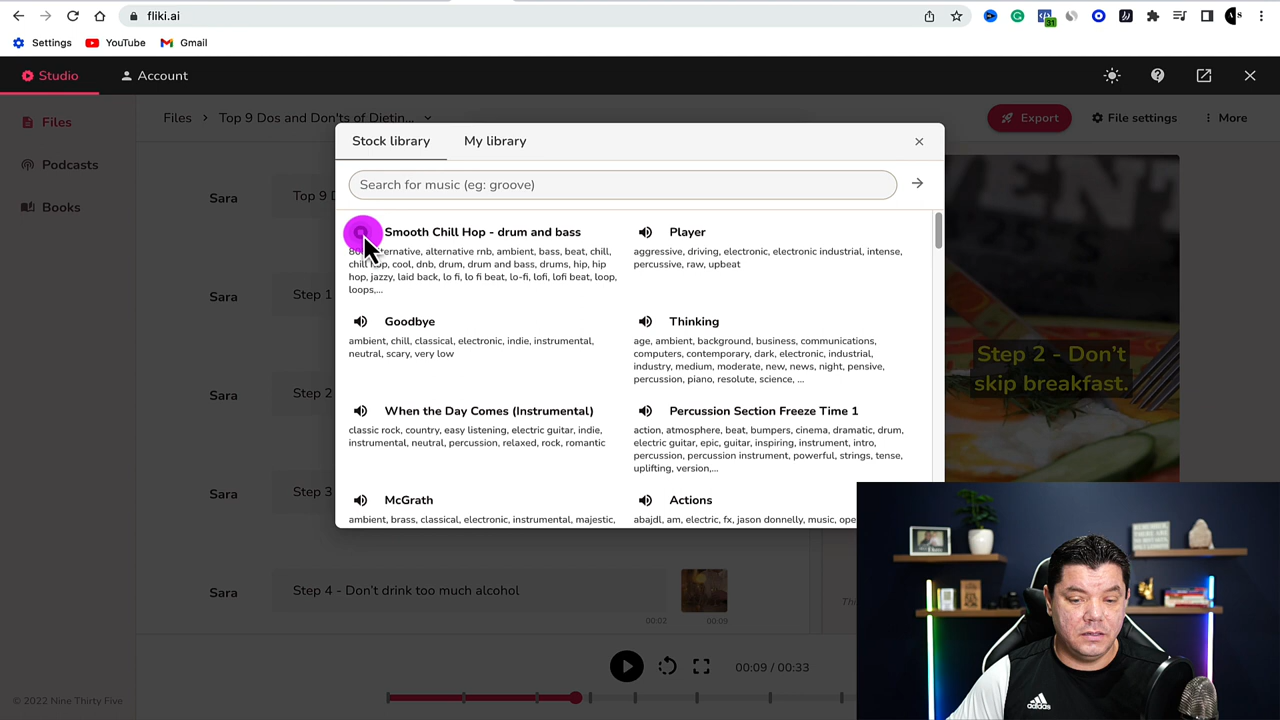 fliki.ai
31
Settings
YouTube
Gmail
Studio
Account
Files
Podcasts
Books
Files > Top 9 Dos and Don'ts of Dietin...
Export
File settings
More
Stock library
My library
Search for music (eg: groove)
Smooth Chill Hop - drum and bass
alternative rnb, ambient, bass, beat, chill,
cool, dnb, drum, drum and bass, drums, hip, hip
hop, jazzy, laid back, lo fi, lo fi beat, lo-fi, lofi, lofi beat, loop,
loops,...
Player
aggressive, driving, electronic, electronic industrial, intense,
percussive, raw, upbeat
Goodbye
ambient, chill, classical, electronic, indie, instrumental,
neutral, scary, very low
Thinking
age, ambient, background, business, communications,
computers, contemporary, dark, electronic, industrial,
industry, medium, moderate, new, news, night, pensive,
percussion, piano, resolute, science, ...
When the Day Comes (Instrumental)
classic rock, country, easy listening, electric guitar, indie,
instrumental, neutral, percussion, relaxed, rock, romantic
Percussion Section Freeze Time 1
action, atmosphere, beat, bumpers, cinema, dramatic, drum,
electric guitar, epic, guitar, inspiring, instrument, intro,
percussion, percussion instrument, powerful, strings, tense,
uplifting, version,...
McGrath
ambient, brass, classical, electronic, instrumental, majestic,
Actions
abajdl, am, electric, fx, jason donnelly, music, ope
Sara
Top 9
Sara
Step 1
Sara
Step 2
Sara
Step 3
Sara
Step 4 - Don't drink too much alcohol
00:02
00:09
Step 2 - Don't
skip breakfast.
00:09 / 00:33
© 2022 Nine Thirty Five
adidas